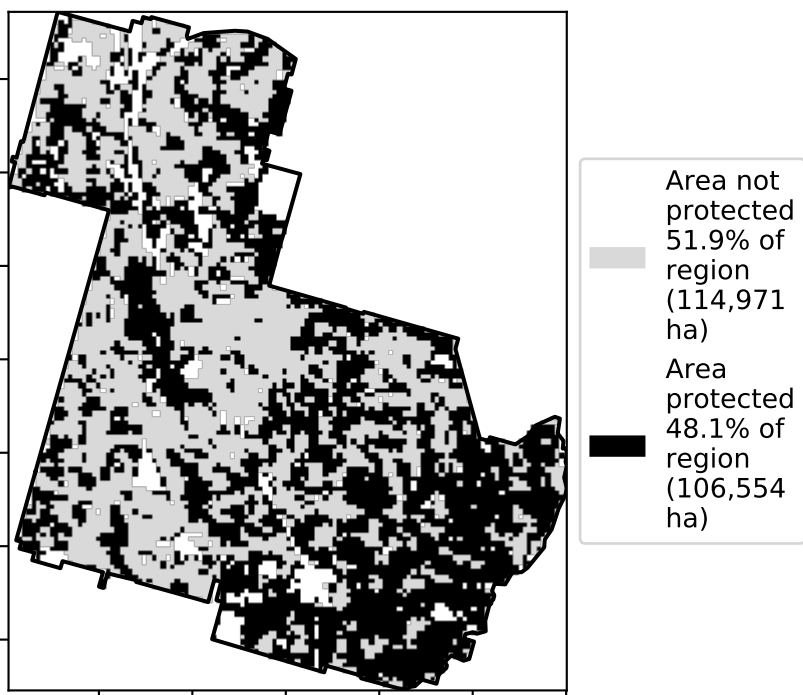 Area not
protected
51.9% of
region
(114,971
ha)
Area
protected
48.1% of
region
(106,554
ha)